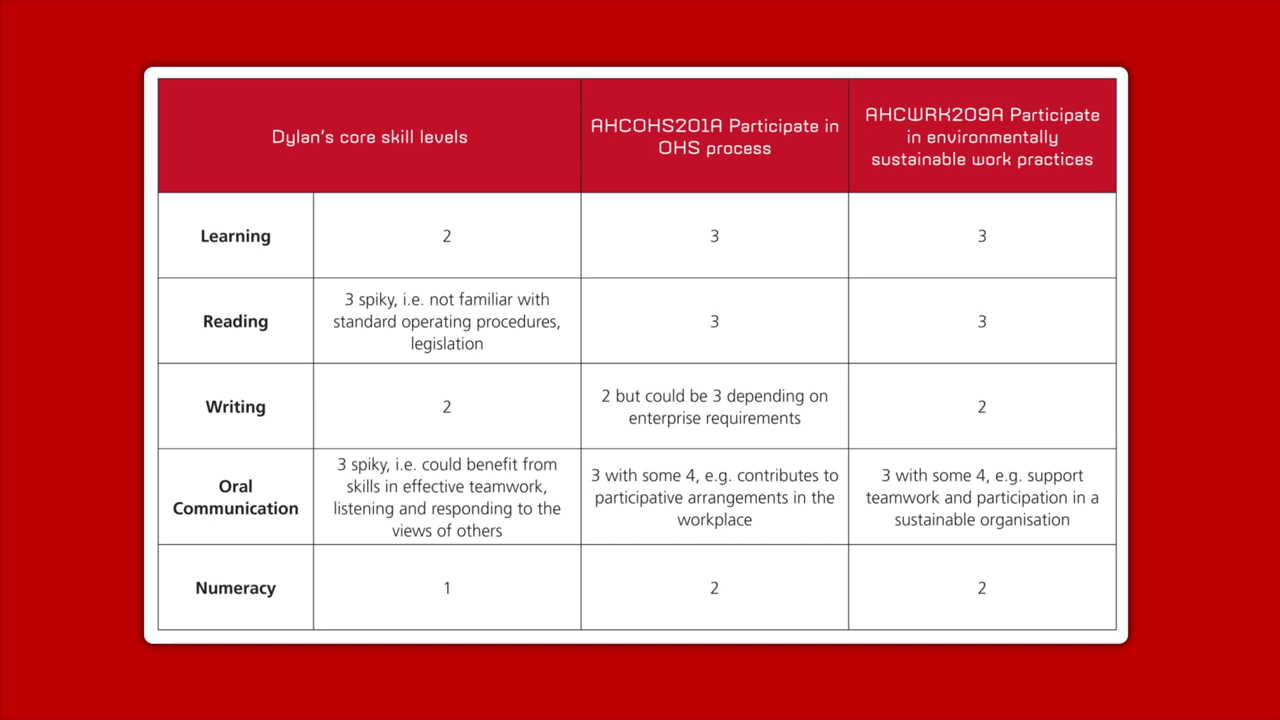 Dylan's core skill levels
AHCOHS201A Participate in
OHS process
AHCWRK209A Participate
in environmentally
sustainable work practices
Learning
2
3
3
Reading
3 spiky, i.e. not familiar with
standard operating procedures,
legislation
3
3
Writing
2
2 but could be 3 depending on
enterprise requirements
2
Oral
Communication
3 spiky, i.e. could benefit from
skills in effective teamwork,
listening and responding to the
views of others
3 with some 4, e.g. contributes to
participative arrangements in the
workplace
3 with some 4, e.g. support
teamwork and participation in a
sustainable organisation
Numeracy
1
2
2